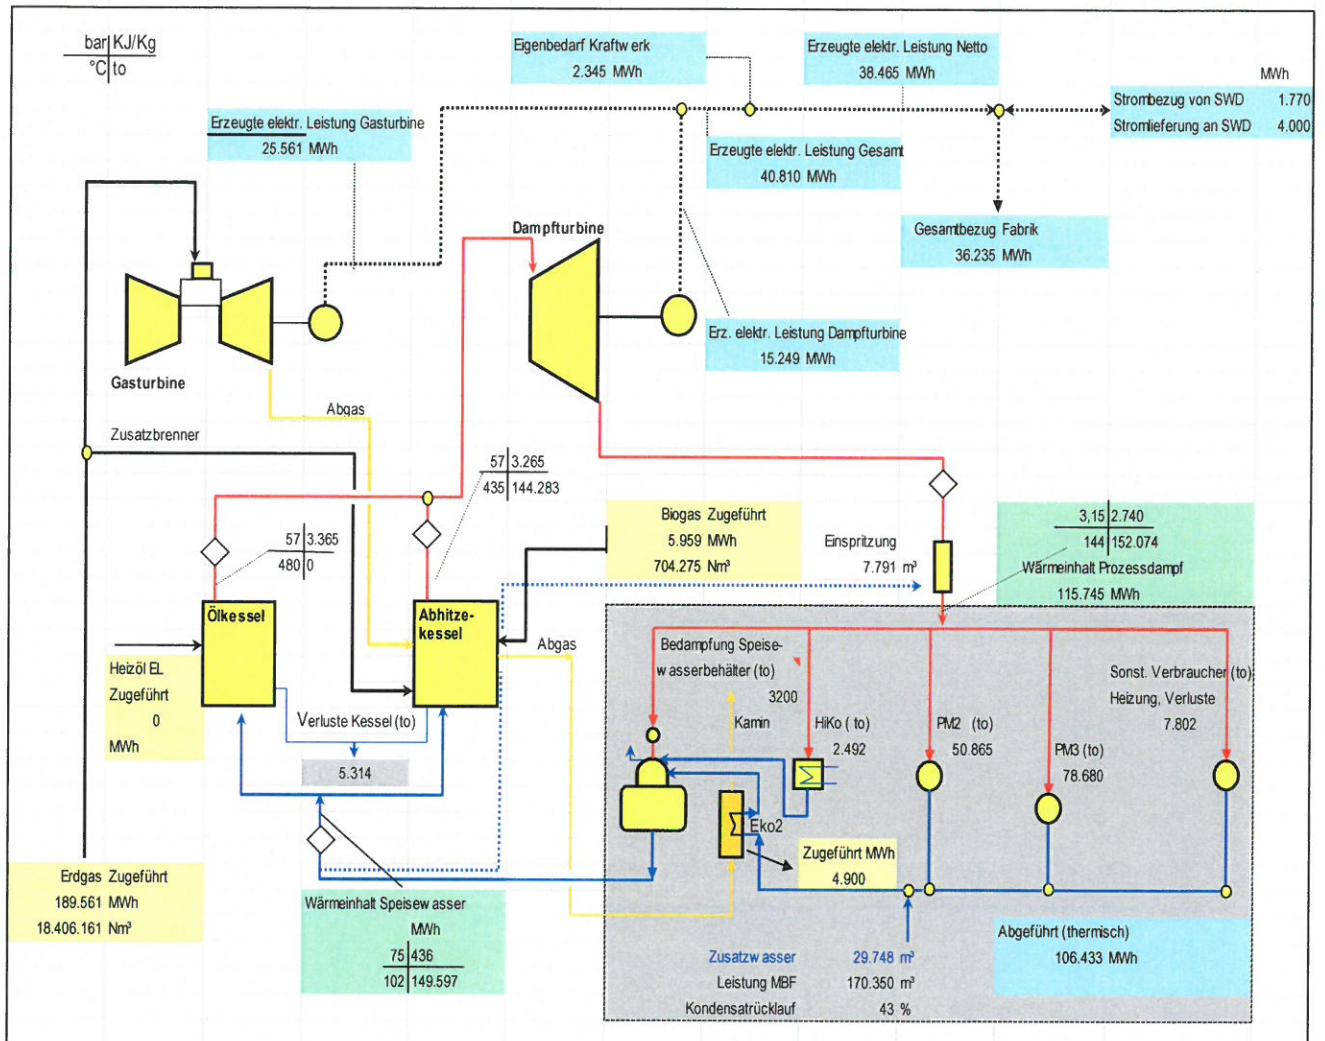 bar KJ/Kg
°C to
Eigenbedarf Kraftwerk
2.345 MWh
Erzeugte elektr. Leistung Netto
38.465 MWh
MWh
Strombezug von SWD 1.770
Stromlieferung an SWD 4.000
Erzeugte elektr. Leistung Gasturbine
25.561 MWh
Erzeugte elektr. Leistung Gesamt
40.810 MWh
Dampfturbine
Gesamtbezug Fabrik
36.235 MWh
Erz. elektr. Leistung Dampfturbine
15.249 MWh
Gasturbine
Abgas
Zusatzbrenner
57 3.265
435 144.283
Biogas Zugeführt
5.959 MWh
704.275 Nm³
Einspritzung
7.791 m³
3,15 2.740
144 152.074
Wärmeinhalt Prozessdampf
115.745 MWh
57 3.365
480 0
Ölkessel
Abhitze-
kessel
Abgas
Heizöl EL
Zugeführt
0
MWh
Verluste Kessel (to)
5.314
Bedampfung Speise-
wasserbehälter (to)
3200
Kamin
HiKo ( to)
2.492
PM2 (to)
50.865
PM3 (to)
78.680
Sonst. Verbraucher (to)
Heizung, Verluste
7.802
Eko2
Zugeführt MWh
4.900
Erdgas Zugeführt
189.561 MWh
18.406.161 Nm³
Wärmeinhalt Speisewasser
MWh
75 436
102 149.597
Abgeführt (thermisch)
106.433 MWh
Zusatzwasser 29.748 m³
Leistung MBF 170.350 m³
Kondensatrücklauf 43 %